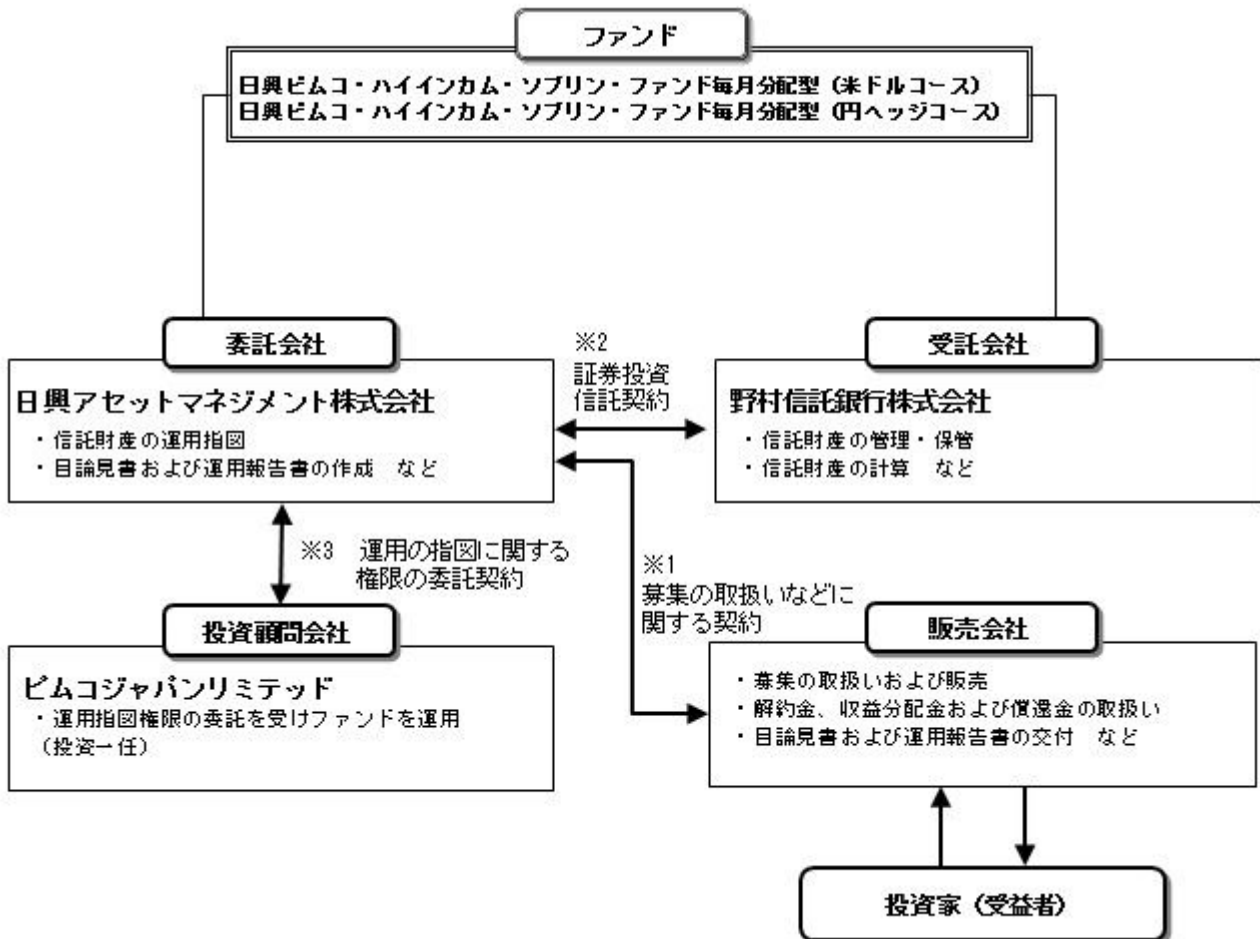 ファンド
日興ピムコ・ハイインカム・ソブリン・ファンド毎月分配型（米ドルコース）
日興ピムコ・ハイインカム・ソブリン・ファンド毎月分配型（円ヘッジコース）
委託会社
日興アセットマネジメント株式会社
・信託財産の運用指図
・目論見書および運用報告書の作成　など
※2
証券投資
信託契約
受託会社
野村信託銀行株式会社
・信託財産の管理・保管
・信託財産の計算　など
※3　運用の指図に関する
権限の委託契約
※1
募集の取扱いなどに
関する契約
投資顧問会社
ピムコジャパンリミテッド
・運用指図権限の委託を受けファンドを運用
（投資一任）
販売会社
・募集の取扱いおよび販売
・解約金、収益分配金および償還金の取扱い
・目論見書および運用報告書の交付　など
投資家（受益者）